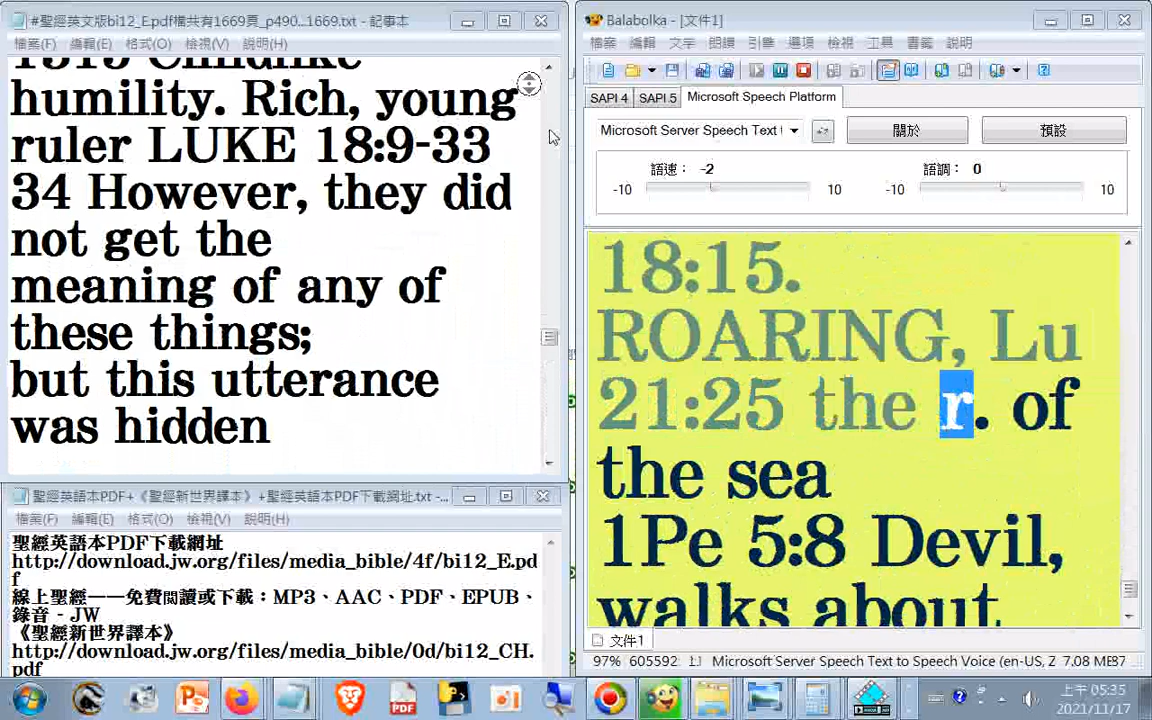 #聖經英文版bi12_E.pdf檔共有1669頁_p490...1669.txt - 記事本
檔案(F) 編輯(E) 格式(O) 檢視(V) 說明(H)
humility. Rich, young
ruler LUKE 18:9-33
34 However, they did
not get the
meaning of any of
these things;
but this utterance
was hidden
聖經英語本PDF+《聖經新世界譯本》+聖經英語本PDF下載網址.txt -...
檔案(F) 編輯(E) 格式(O) 檢視(V) 說明(H)
聖經英語本PDF下載網址
http://download.jw.org/files/media_bible/4f/bi12_E.pd
f
線上聖經——免費閱讀或下載：MP3、AAC、PDF、EPUB、
錄音 - JW
《聖經新世界譯本》
http://download.jw.org/files/media_bible/0d/bi12_CH.
pdf
Balabolka - [文件1]
檔案 編輯 文字 朗讀 引擎 選項 檢視 工具 書籤 說明
SAPI 4 SAPI 5 Microsoft Speech Platform
Microsoft Server Speech Text 關於 預設
語速： -2 語調： 0
-10 10 -10 10
18:15.
ROARING, Lu
21:25 the r. of
the sea
1Pe 5:8 Devil,
walks about
文件1
97% 605592 Microsoft Server Speech Text to Speech Voice (en-US, Z 7.08 ME
上午 05:35
2021/11/17